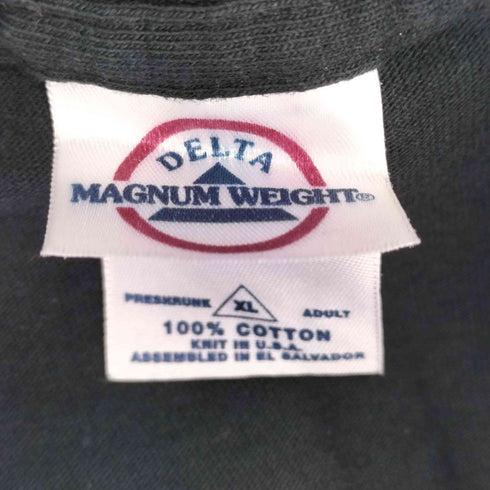 DELTA
MAGNUM WEIGHT®
PRESHRUNK XL ADULT
100% COTTON
KNIT IN U.S.A.
ASSEMBLED IN EL SALVADOR